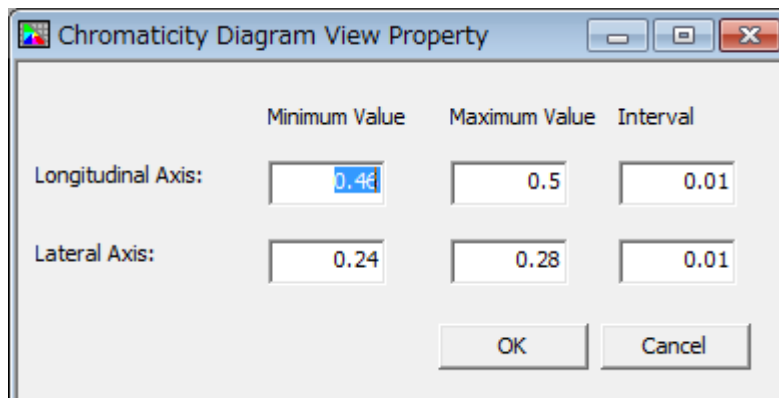 Chromaticity Diagram View Property
Minimum Value Maximum Value Interval
Longitudinal Axis: 0.46 0.5 0.01
Lateral Axis: 0.24 0.28 0.01
OK Cancel